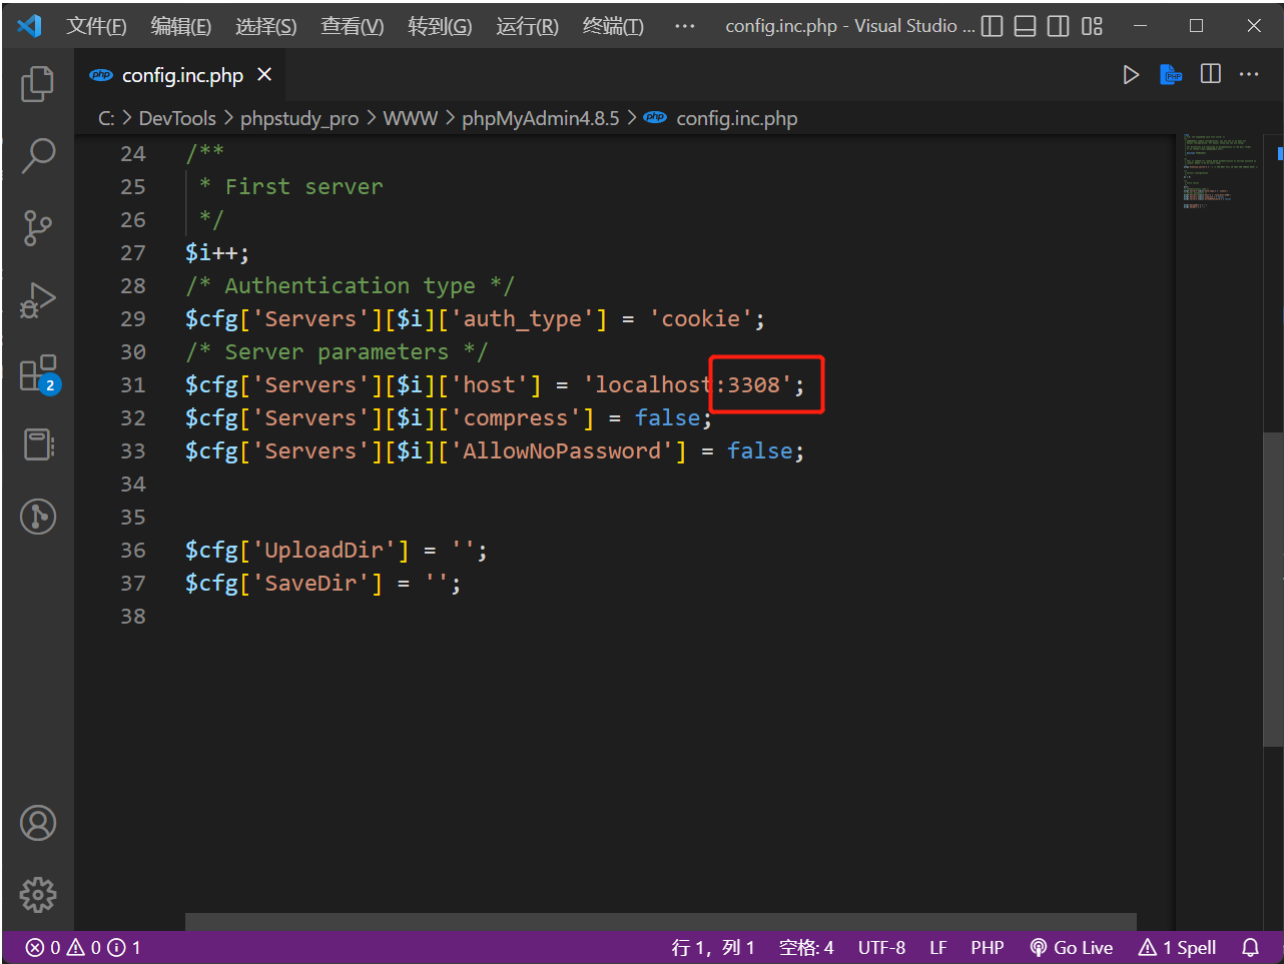 文件(F) 编辑(E) 选择(S) 查看(V) 转到(G) 运行(R) 终端(T) ··· config.inc.php - Visual Studio ...
php config.inc.php
C: > DevTools > phpstudy_pro > WWW > phpMyAdmin4.8.5 > php config.inc.php
24 /**
25 * First server
26 */
27 $i++;
28 /* Authentication type */
29 $cfg['Servers'][$i]['auth_type'] = 'cookie';
30 /* Server parameters */
31 $cfg['Servers'][$i]['host'] = 'localhost:3308';
32 $cfg['Servers'][$i]['compress'] = false;
33 $cfg['Servers'][$i]['AllowNoPassword'] = false;
34
35
36 $cfg['UploadDir'] = '';
37 $cfg['SaveDir'] = '';
38
2
0 0 1 行 1，列 1 空格: 4 UTF-8 LF PHP Go Live 1 Spell